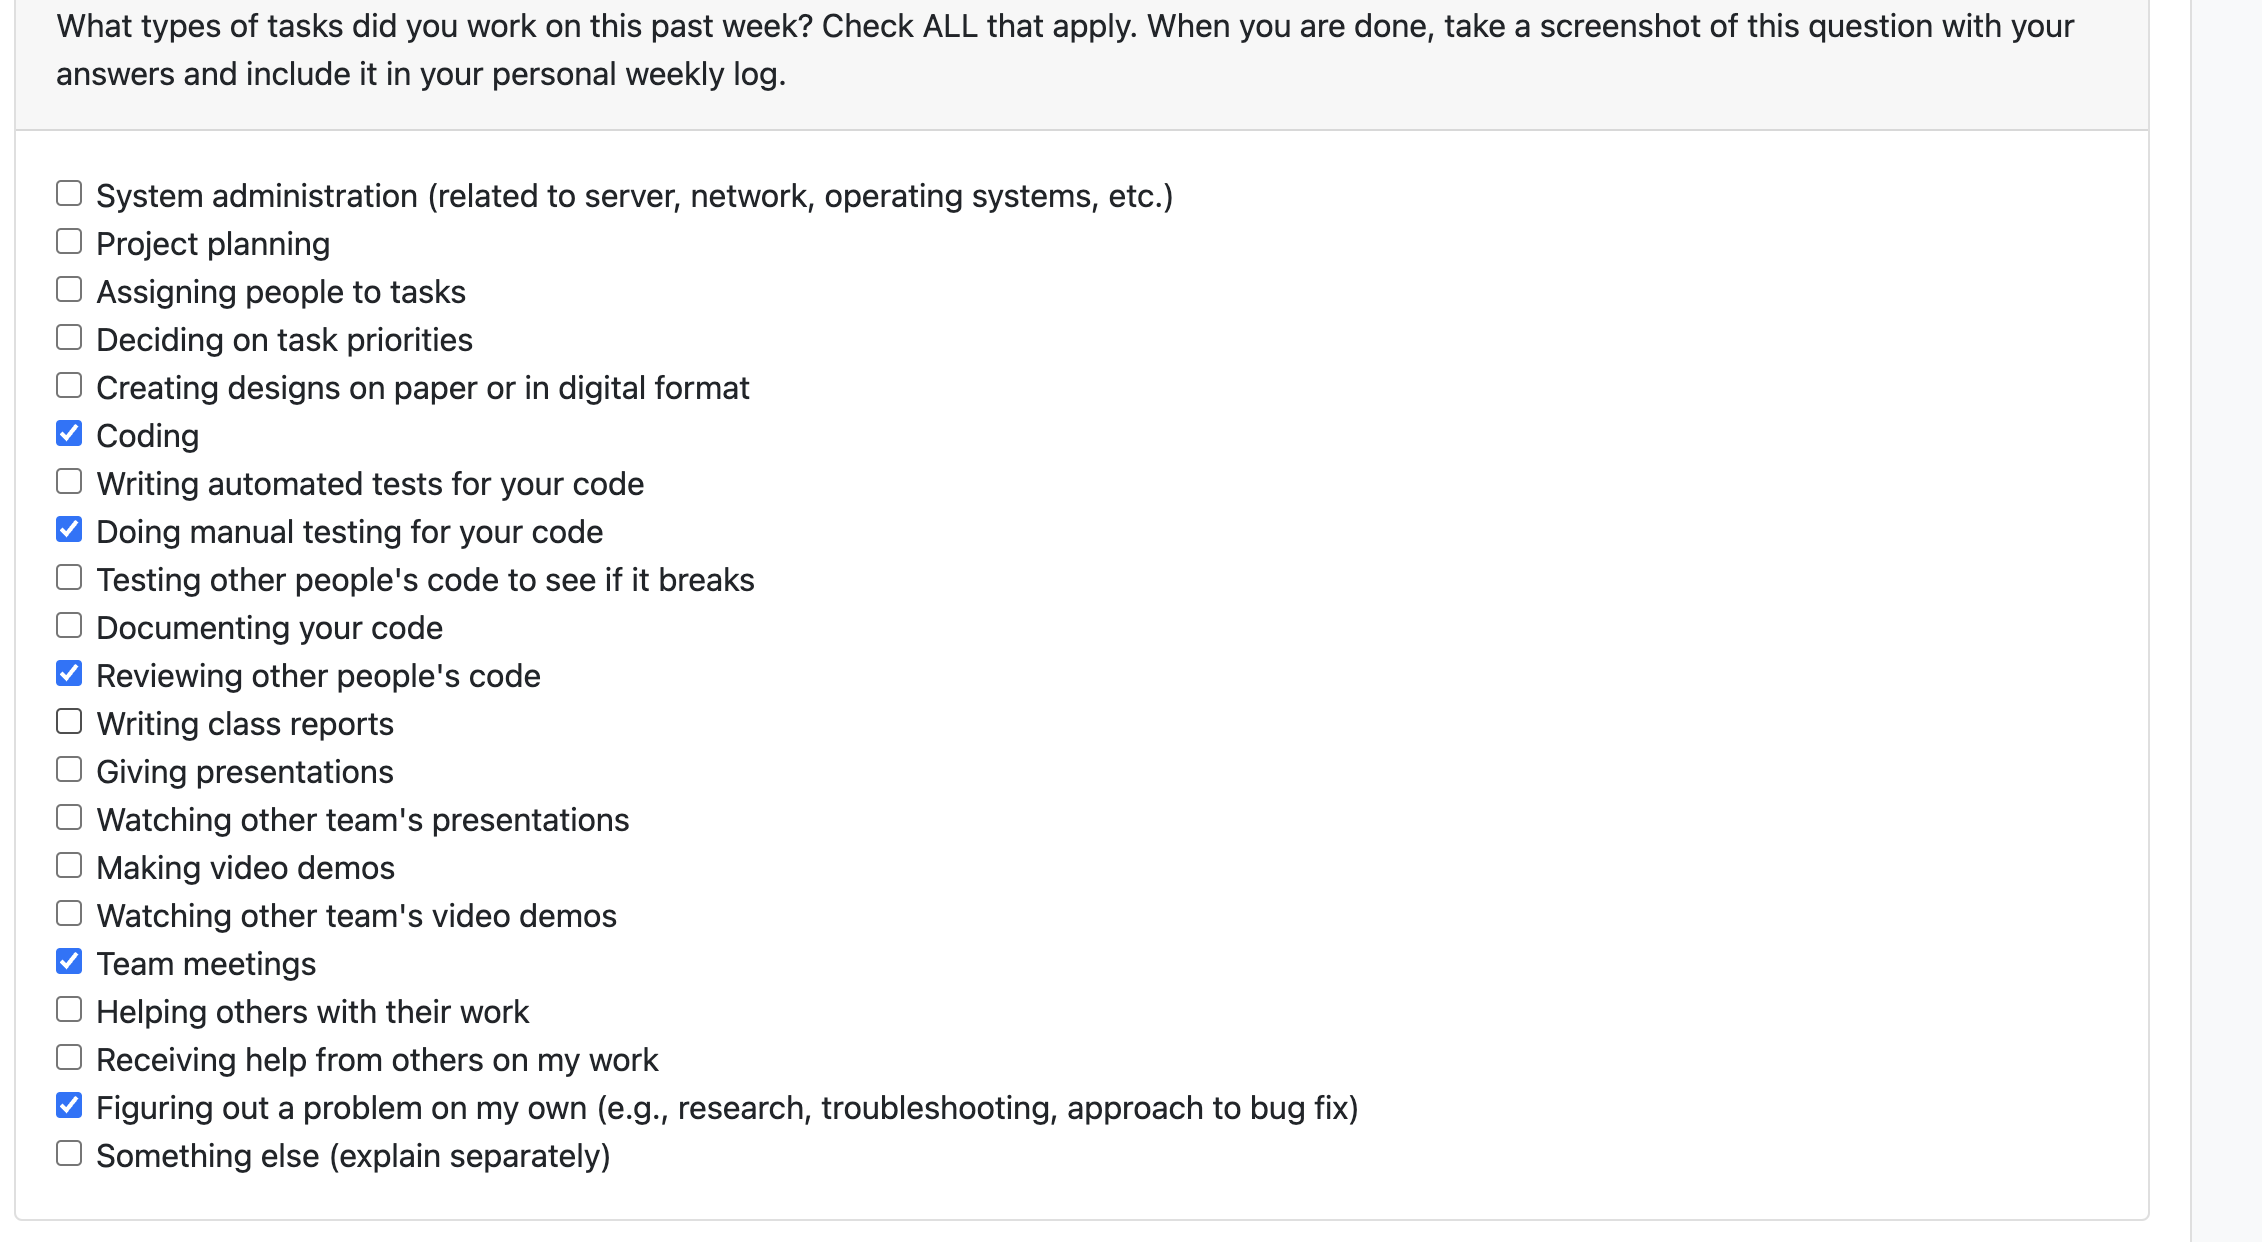 What types of tasks did you work on this past week? Check ALL that apply. When you are done, take a screenshot of this question with your
answers and include it in your personal weekly log.
System administration (related to server, network, operating systems, etc.)
Project planning
Assigning people to tasks
Deciding on task priorities
Creating designs on paper or in digital format
Coding
Writing automated tests for your code
Doing manual testing for your code
Testing other people's code to see if it breaks
Documenting your code
Reviewing other people's code
Writing class reports
Giving presentations
Watching other team's presentations
Making video demos
Watching other team's video demos
Team meetings
Helping others with their work
Receiving help from others on my work
Figuring out a problem on my own (e.g., research, troubleshooting, approach to bug fix)
Something else (explain separately)